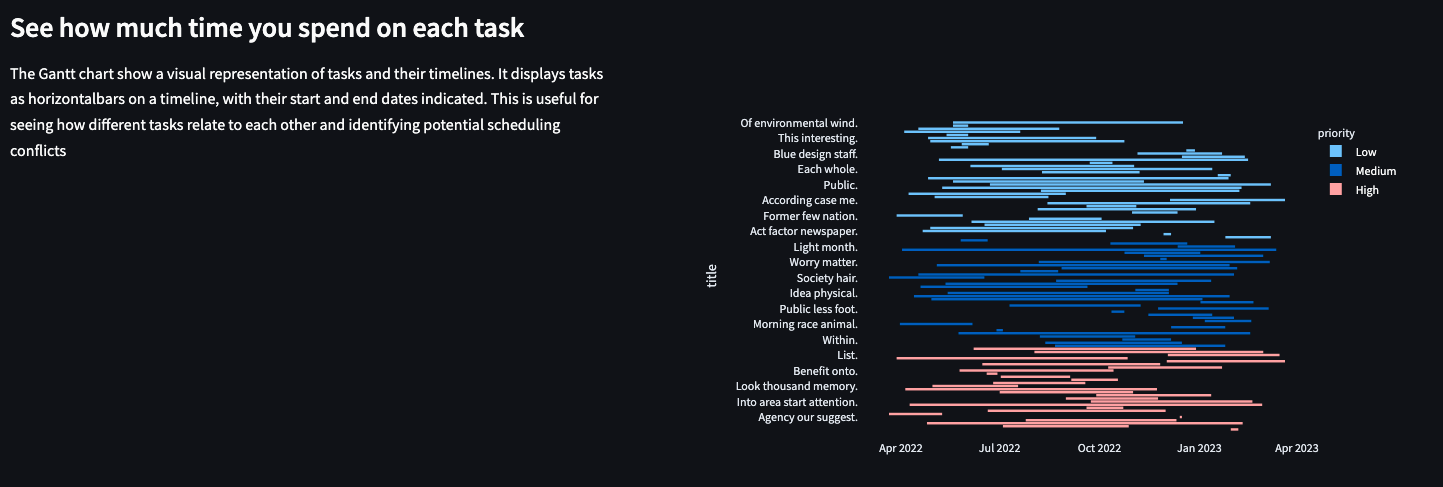 See how much time you spend on each task
The Gantt chart show a visual representation of tasks and their timelines. It displays tasks
as horizontalbars on a timeline, with their start and end dates indicated. This is useful for
seeing how different tasks relate to each other and identifying potential scheduling
conflicts
title
Of environmental wind.
This interesting.
Blue design staff.
Each whole.
Public.
According case me.
Former few nation.
Act factor newspaper.
Light month.
Worry matter.
Society hair.
Idea physical.
Public less foot.
Morning race animal.
Within.
List.
Benefit onto.
Look thousand memory.
Into area start attention.
Agency our suggest.
Apr 2022
Jul 2022
Oct 2022
Jan 2023
Apr 2023
priority
Low
Medium
High